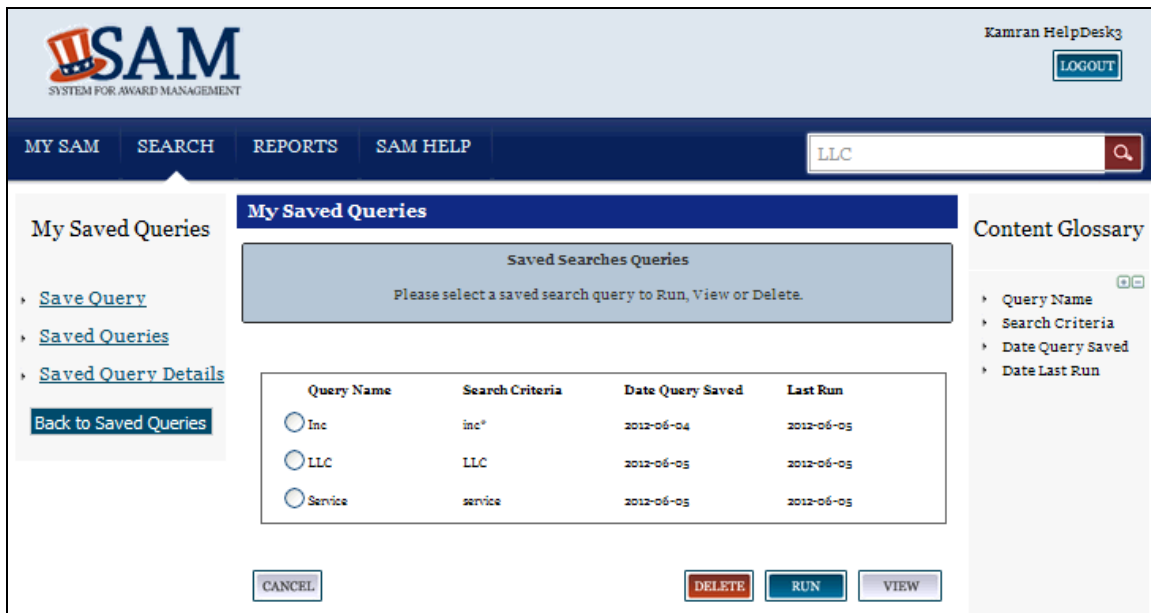 Kamran HelpDesk3
LOGOUT
SAM
SYSTEM FOR AWARD MANAGEMENT
MY SAM SEARCH REPORTS SAM HELP
LLC
My Saved Queries
Save Query
Saved Queries
Saved Query Details
Back to Saved Queries
My Saved Queries
Saved Searches Queries
Please select a saved search query to Run, View or Delete.
Query Name Search Criteria Date Query Saved Last Run
Inc inc* 2012-06-04 2012-06-05
LLC LLC 2012-06-05 2012-06-05
Service service 2012-06-05 2012-06-05
CANCEL DELETE RUN VIEW
Content Glossary
Query Name
Search Criteria
Date Query Saved
Date Last Run